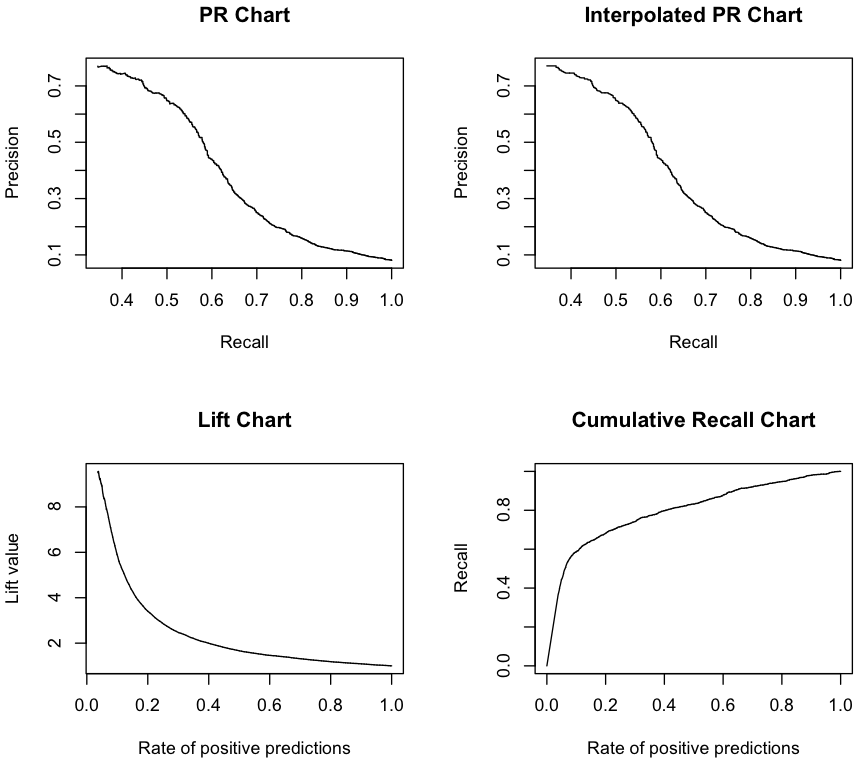 PR Chart
Precision
0.1 0.3 0.5 0.7
0.4 0.5 0.6 0.7 0.8 0.9 1.0
Recall
Interpolated PR Chart
Precision
0.1 0.3 0.5 0.7
0.4 0.5 0.6 0.7 0.8 0.9 1.0
Recall
Lift Chart
Lift value
2 4 6 8
0.0 0.2 0.4 0.6 0.8 1.0
Rate of positive predictions
Cumulative Recall Chart
Recall
0.0 0.4 0.8
0.0 0.2 0.4 0.6 0.8 1.0
Rate of positive predictions